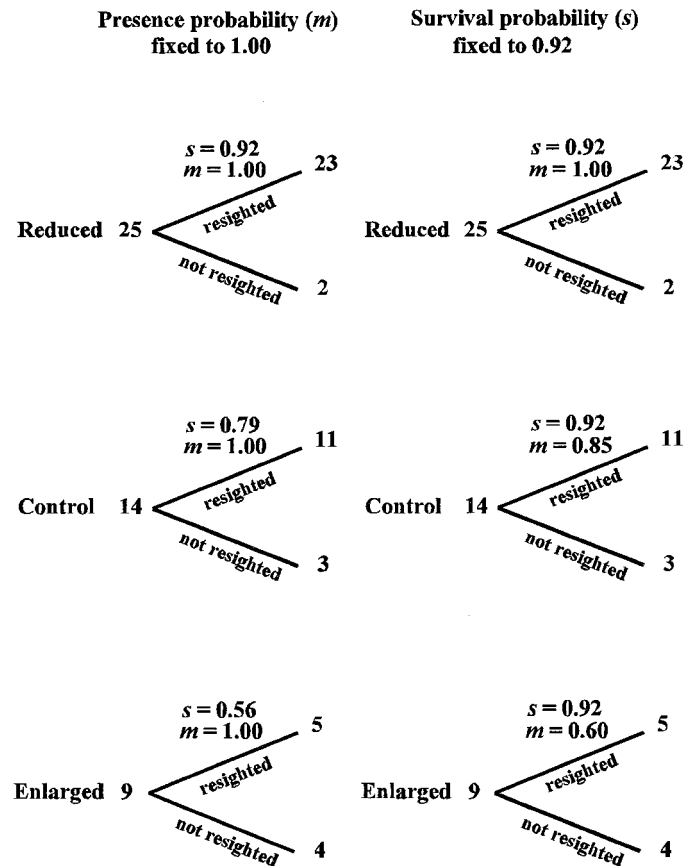 Presence probability (m)
fixed to 1.00
Survival probability (s)
fixed to 0.92
s = 0.92
m = 1.00
23
Reduced 25
resighted
not resighted
2
s = 0.92
m = 1.00
23
Reduced 25
resighted
not resighted
2
s = 0.79
m = 1.00
11
Control 14
resighted
not resighted
3
s = 0.92
m = 0.85
11
Control 14
resighted
not resighted
3
s = 0.56
m = 1.00
5
Enlarged 9
resighted
not resighted
4
s = 0.92
m = 0.60
5
Enlarged 9
resighted
not resighted
4